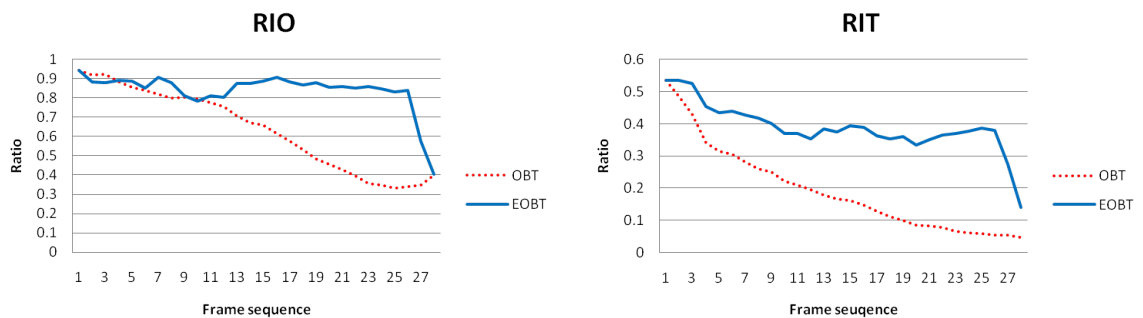 RIO
1
0.9
0.8
0.7
0.6
0.5
0.4
0.3
0.2
0.1
0
Ratio
1 3 5 7 9 11 13 15 17 19 21 23 25 27
Frame sequence
OBT
EOBT
RIT
0.6
0.5
0.4
0.3
0.2
0.1
0
Ratio
1 3 5 7 9 11 13 15 17 19 21 23 25 27
Frame seuqence
OBT
EOBT